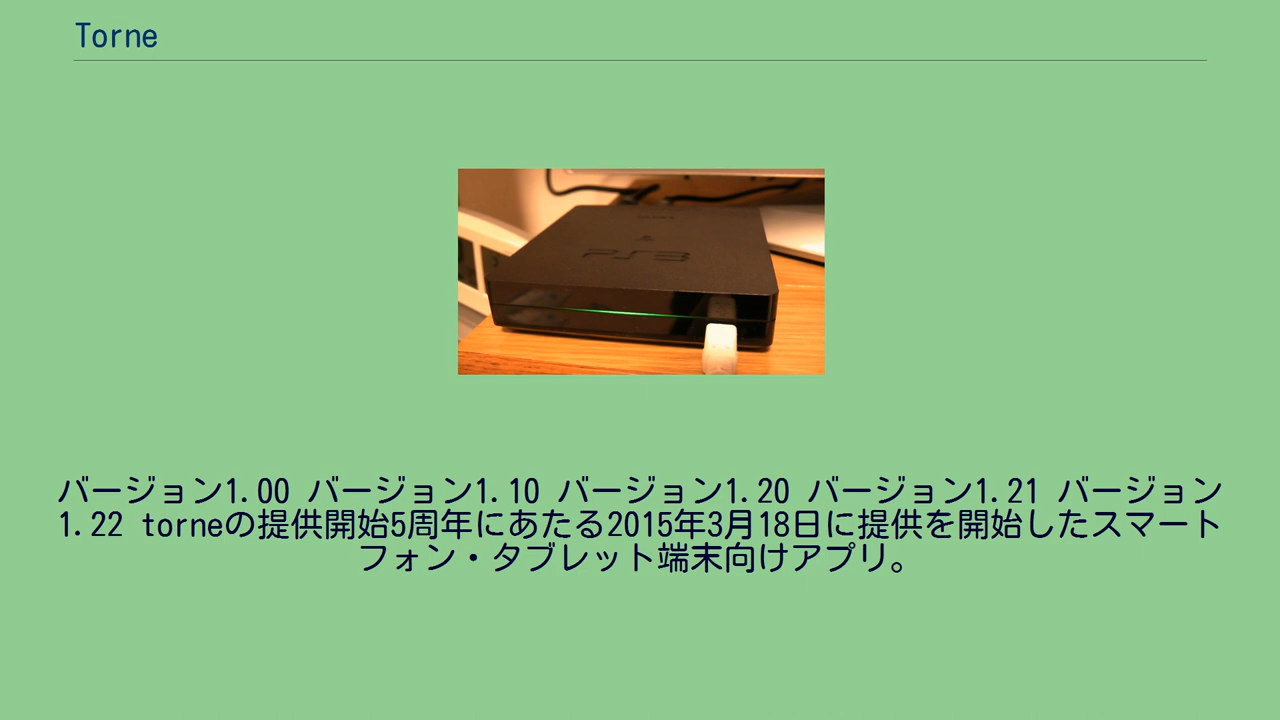 Torne
PS3
バージョン1.00 バージョン1.10 バージョン1.20 バージョン1.21 バージョン
1.22 torneの提供開始5周年にあたる2015年3月18日に提供を開始したスマート
フォン・タブレット端末向けアプリ。